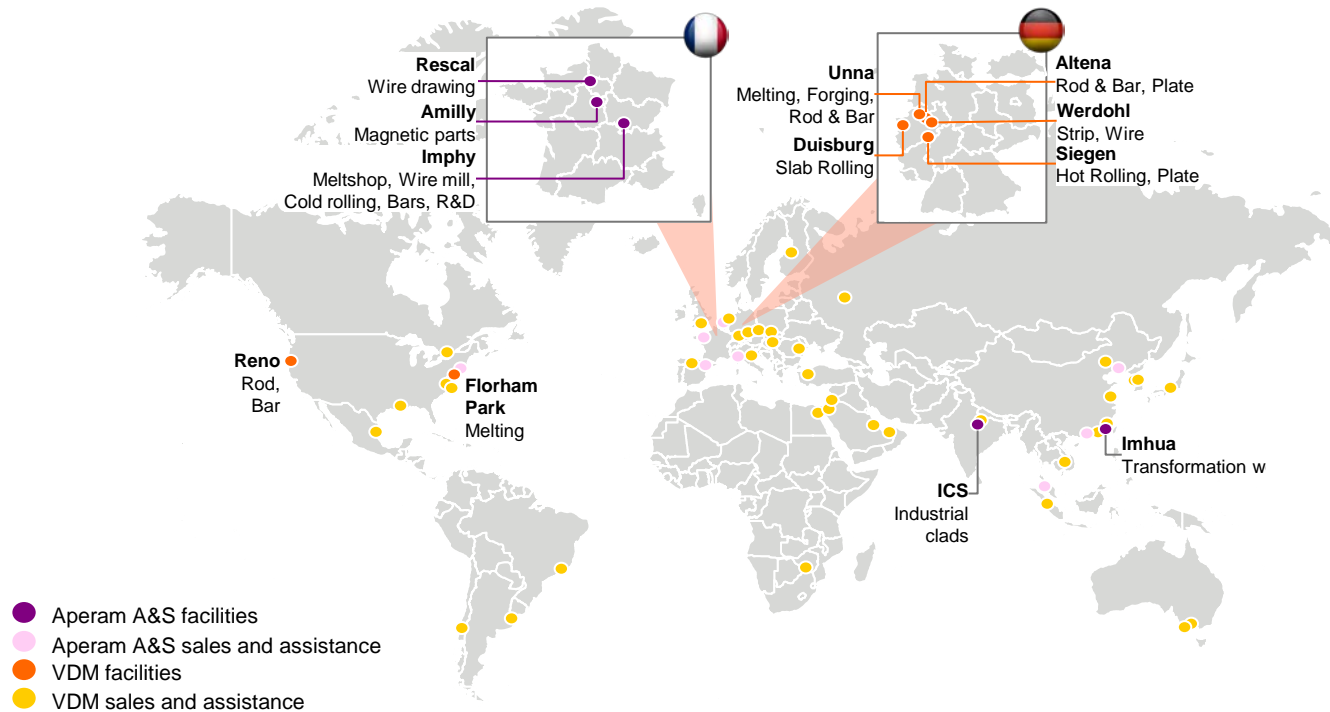 Rescal
Wire drawing
Amilly
Magnetic parts
Imphy
Meltshop, Wire mill,
Cold rolling, Bars, R&D
Unna
Melting, Forging,
Rod & Bar
Duisburg
Slab Rolling
Altena
Rod & Bar, Plate
Werdohl
Strip, Wire
Siegen
Hot Rolling, Plate
Reno
Rod,
Bar
Florham
Park
Melting
ICS
Industrial
clads
Imhua
Transformation w
Aperam A&S facilities
Aperam A&S sales and assistance
VDM facilities
VDM sales and assistance